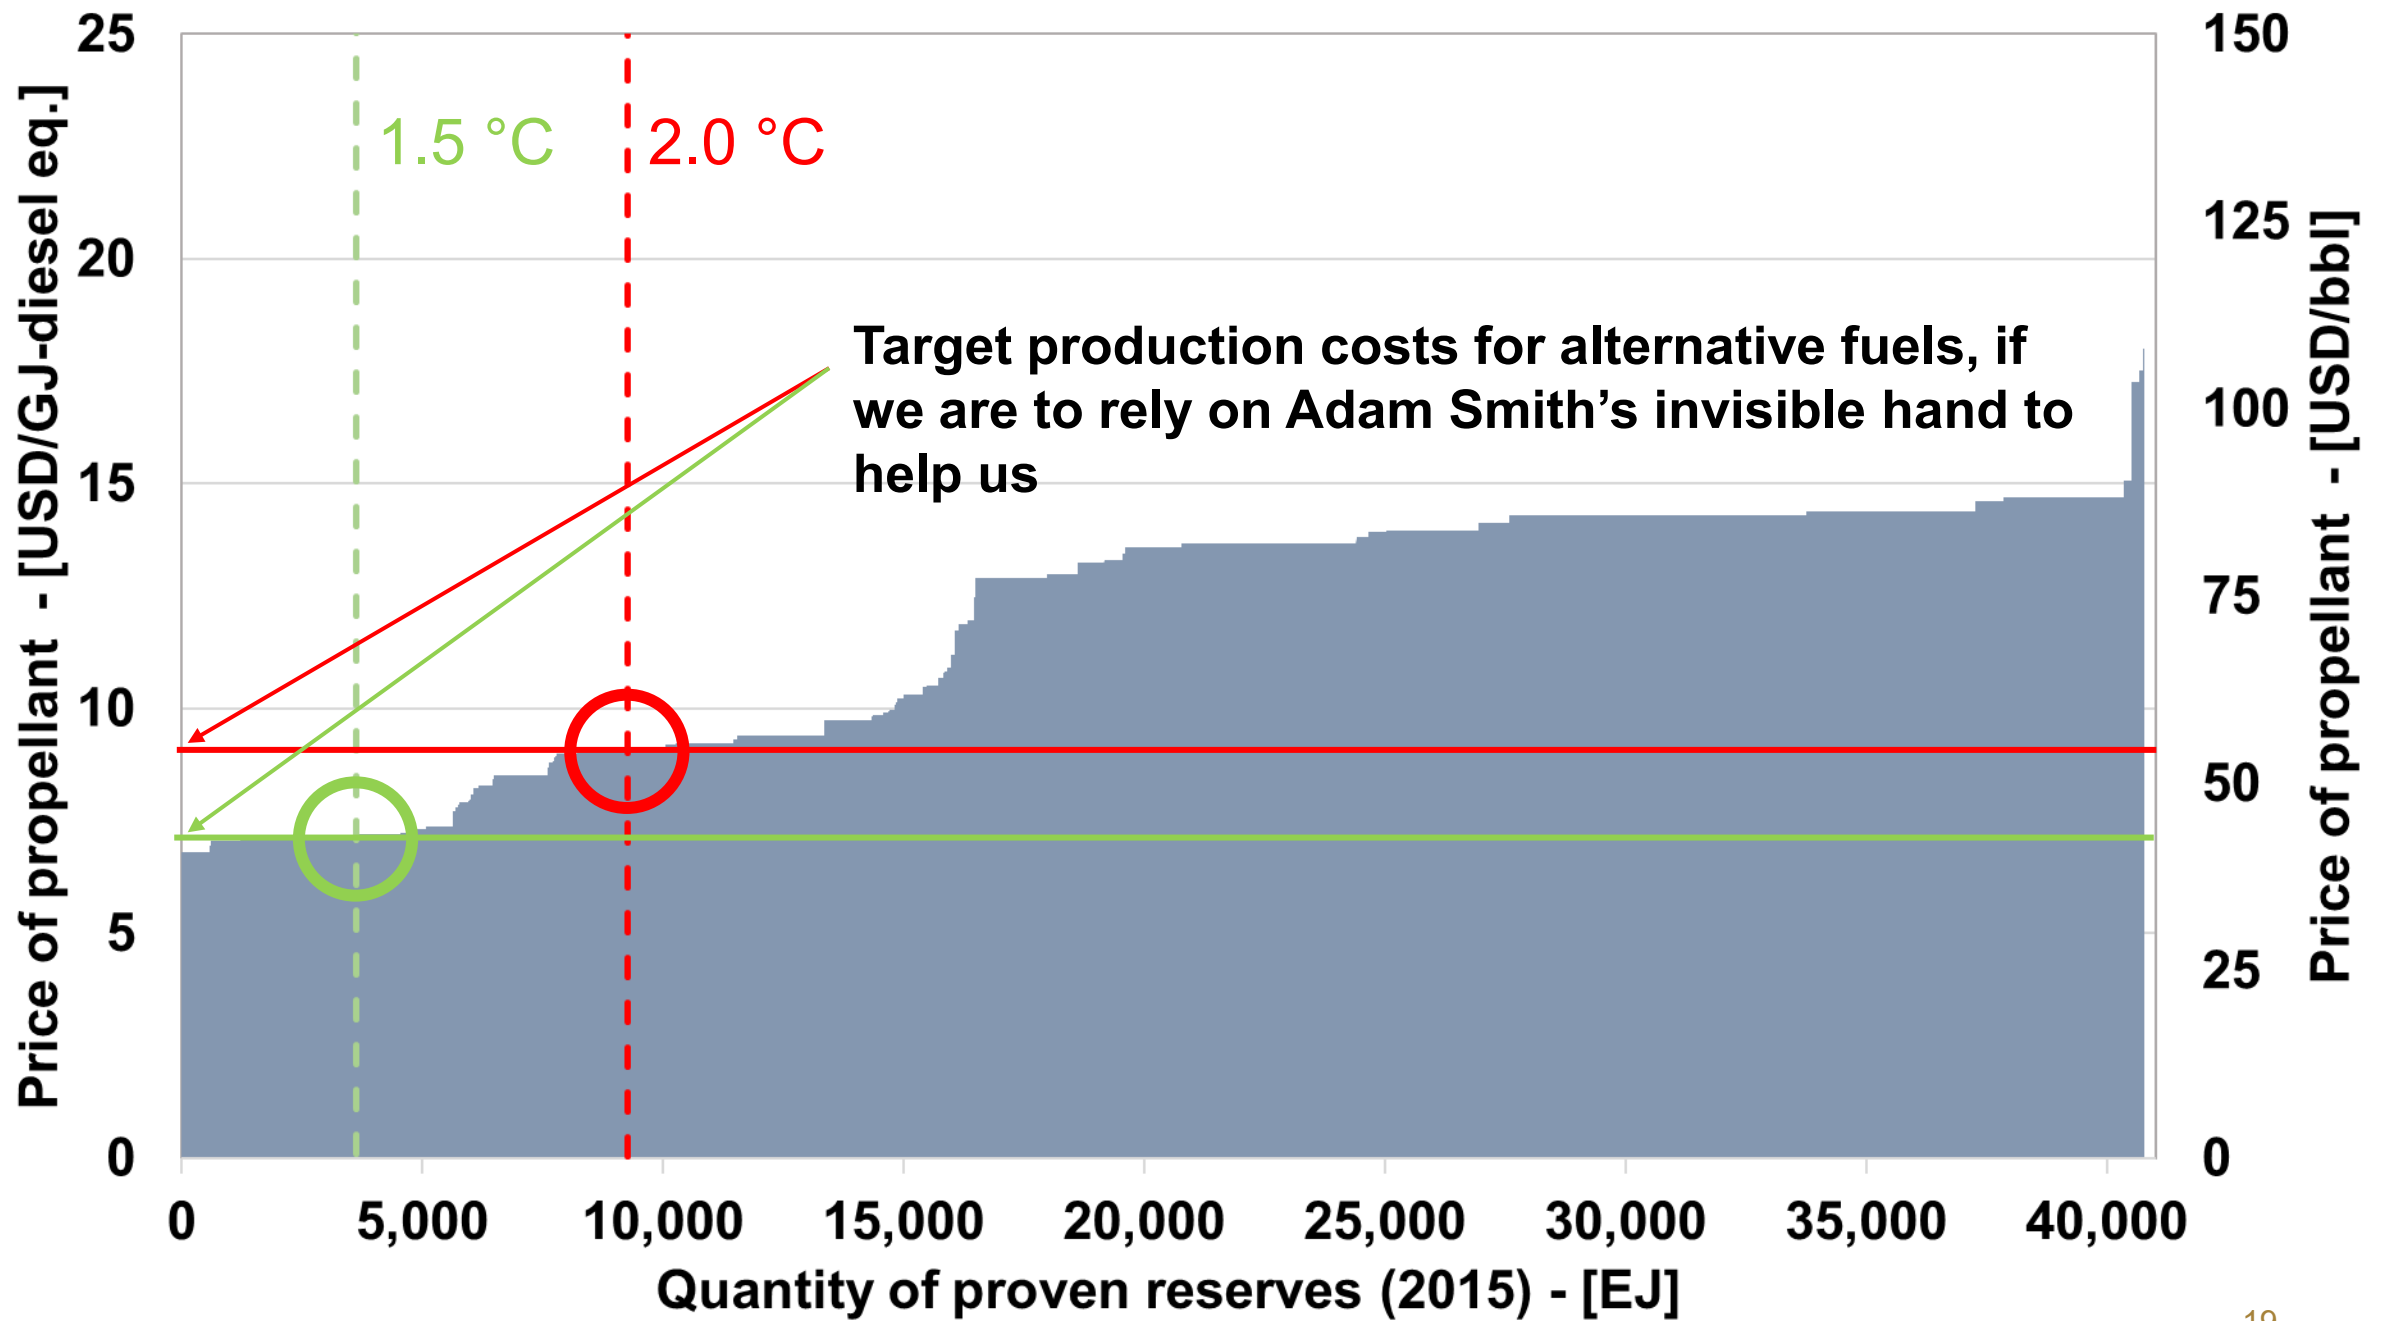 25
20
15
10
5
0
Price of propellant - [USD/GJ-diesel eq.]
1.5 °C
2.0 °C
Target production costs for alternative fuels, if
we are to rely on Adam Smith’s invisible hand to
help us
150
125
100
75
50
25
0
Price of propellant - [USD/bbl]
0 5,000 10,000 15,000 20,000 25,000 30,000 35,000 40,000
Quantity of proven reserves (2015) - [EJ]
19